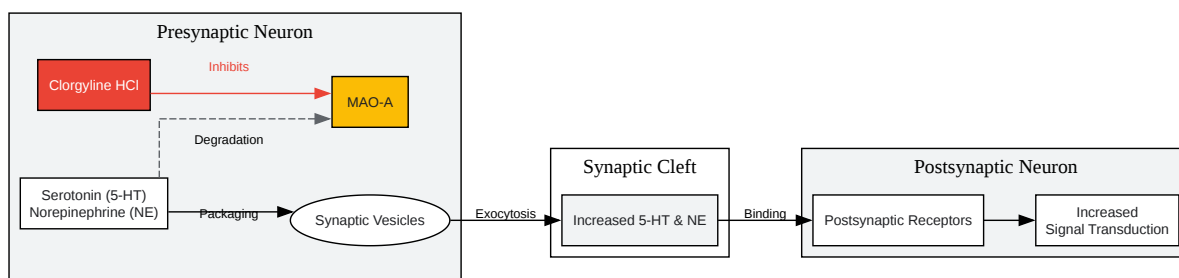 Presynaptic Neuron
Clorgyline HCl
Inhibits
MAO-A
Degradation
Serotonin (5-HT)
Norepinephrine (NE)
Packaging
Synaptic Vesicles
Exocytosis
Synaptic Cleft
Increased 5-HT & NE
Binding
Postsynaptic Neuron
Postsynaptic Receptors
Increased
Signal Transduction